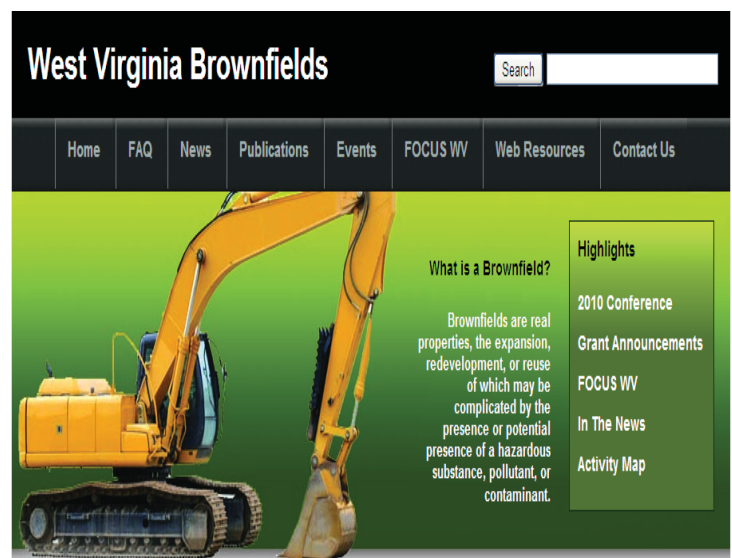 West Virginia Brownfields
Search
Home FAQ News Publications Events FOCUS WV Web Resources Contact Us
What is a Brownfield?
Brownfields are real
properties, the expansion,
redevelopment, or reuse
of which may be
complicated by the
presence or potential
presence of a hazardous
substance, pollutant, or
contaminant.
Highlights
2010 Conference
Grant Announcements
FOCUS WV
In The News
Activity Map